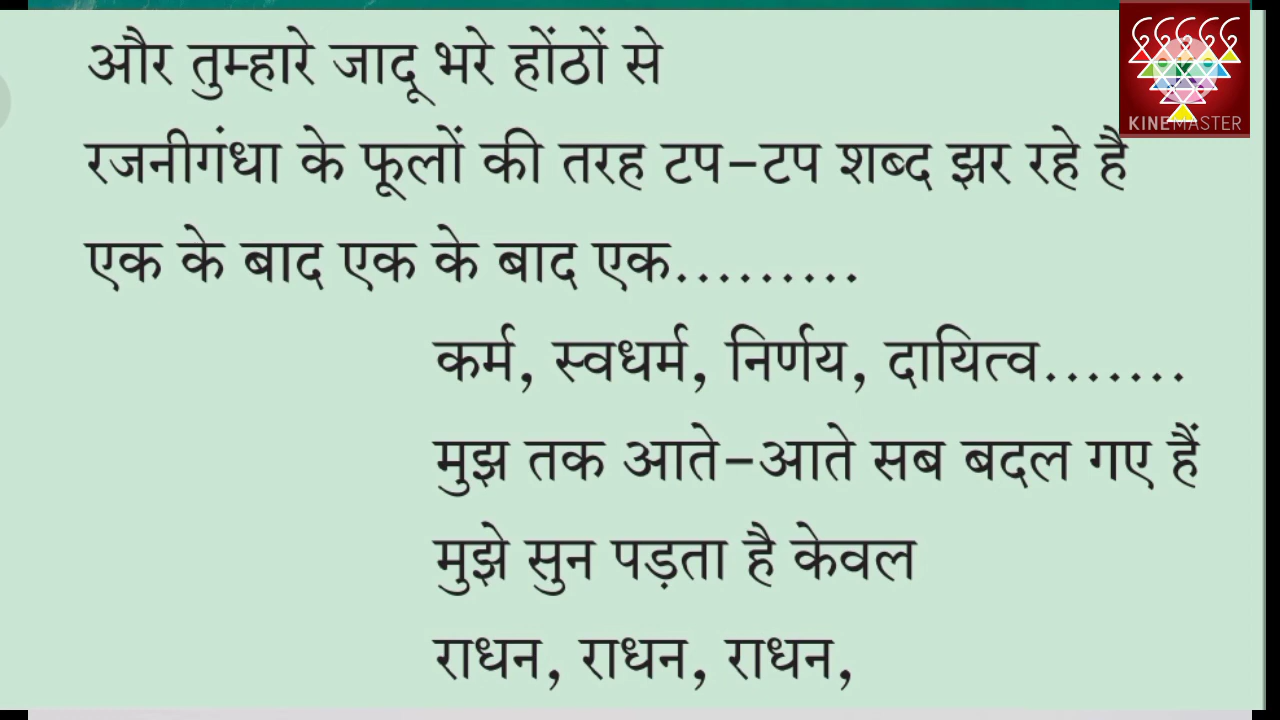 और तुम्हारे जादू भरे होंठों से
रजनीगंधा के फूलों की तरह टप-टप शब्द झर रहे हैं
एक के बाद एक के बाद एक.........
कर्म, स्वधर्म, निर्णय, दायित्व.......
मुझ तक आते-आते सब बदल गए हैं
मुझे सुन पड़ता है केवल
राधन, राधन, राधन,
KINEMASTER